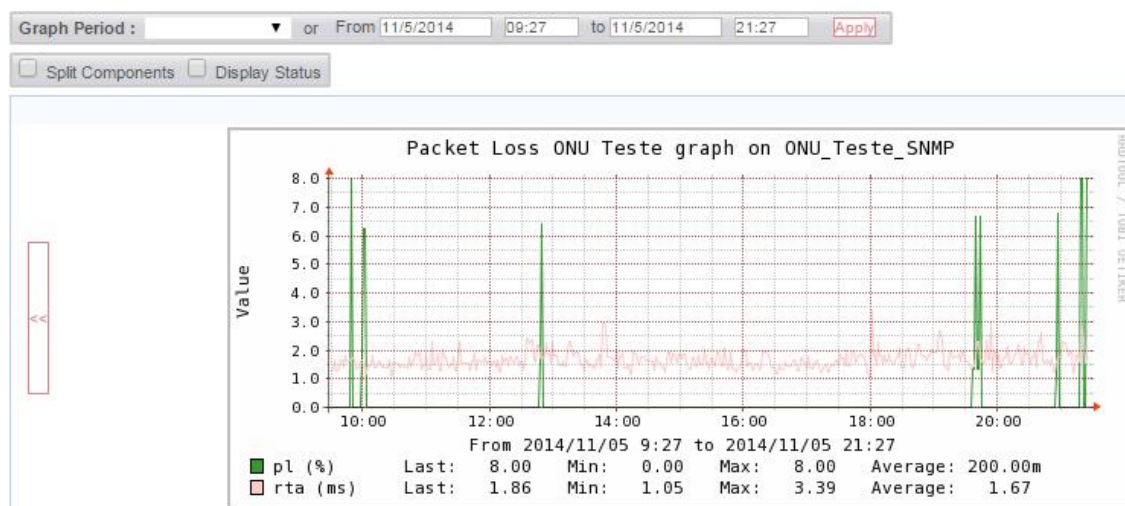 Graph Period : or From 11/5/2014 09:27 to 11/5/2014 21:27 Apply
Split Components Display Status
Packet Loss ONU Teste graph on ONU_Teste_SNMP
RRDTOOL / TOBI OETIKER
Value
8.0
7.0
6.0
5.0
4.0
3.0
2.0
1.0
0.0
<<
10:00 12:00 14:00 16:00 18:00 20:00
From 2014/11/05 9:27 to 2014/11/05 21:27
pl (%) Last: 8.00 Min: 0.00 Max: 8.00 Average: 200.00m
rta (ms) Last: 1.86 Min: 1.05 Max: 3.39 Average: 1.67